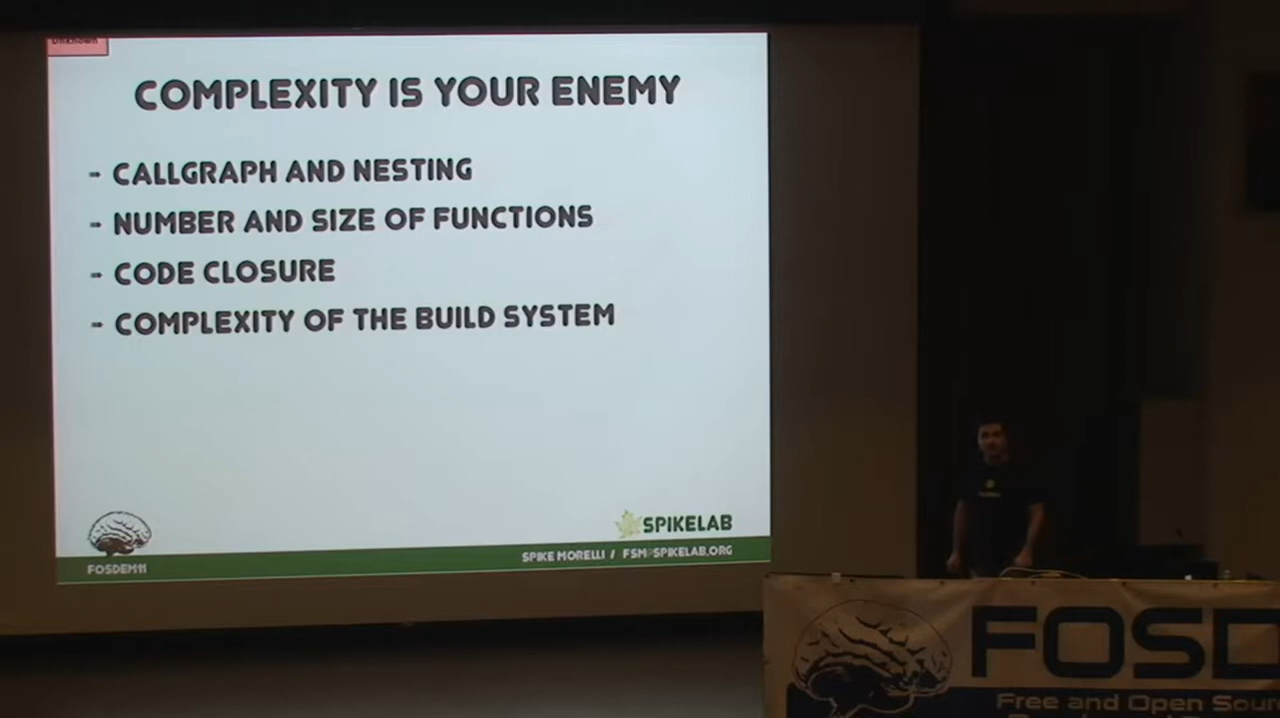 Unknown
COMPLEXITY IS YOUR ENEMY
- CALLGRAPH AND NESTING
- NUMBER AND SIZE OF FUNCTIONS
- CODE CLOSURE
- COMPLEXITY OF THE BUILD SYSTEM
SPIKELAB
SPIKE MORELLI / FSM@SPIKELAB.ORG
FOSDEM11
FOSD
Free and Open Sour